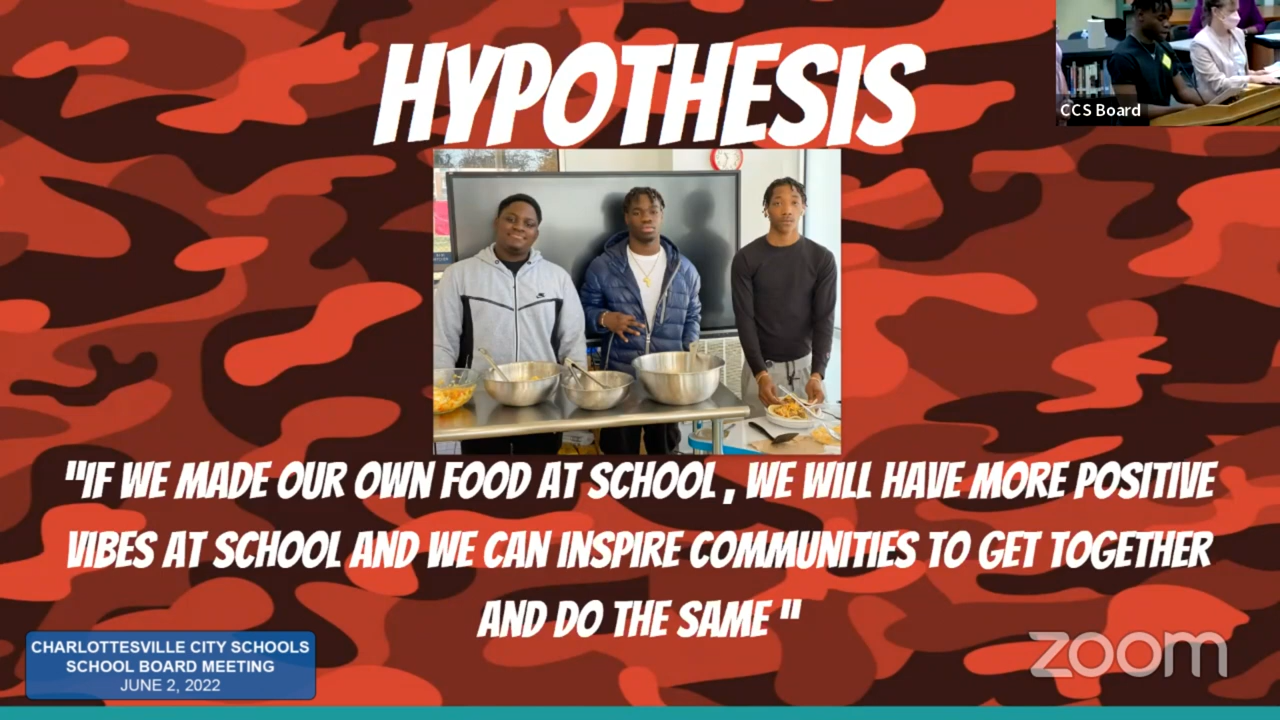 HYPOTHESIS
CCS Board
"IF WE MADE OUR OWN FOOD AT SCHOOL , WE WILL HAVE MORE POSITIVE
VIBES AT SCHOOL AND WE CAN INSPIRE COMMUNITIES TO GET TOGETHER
AND DO THE SAME "
CHARLOTTESVILLE CITY SCHOOLS
SCHOOL BOARD MEETING
JUNE 2, 2022
zoom